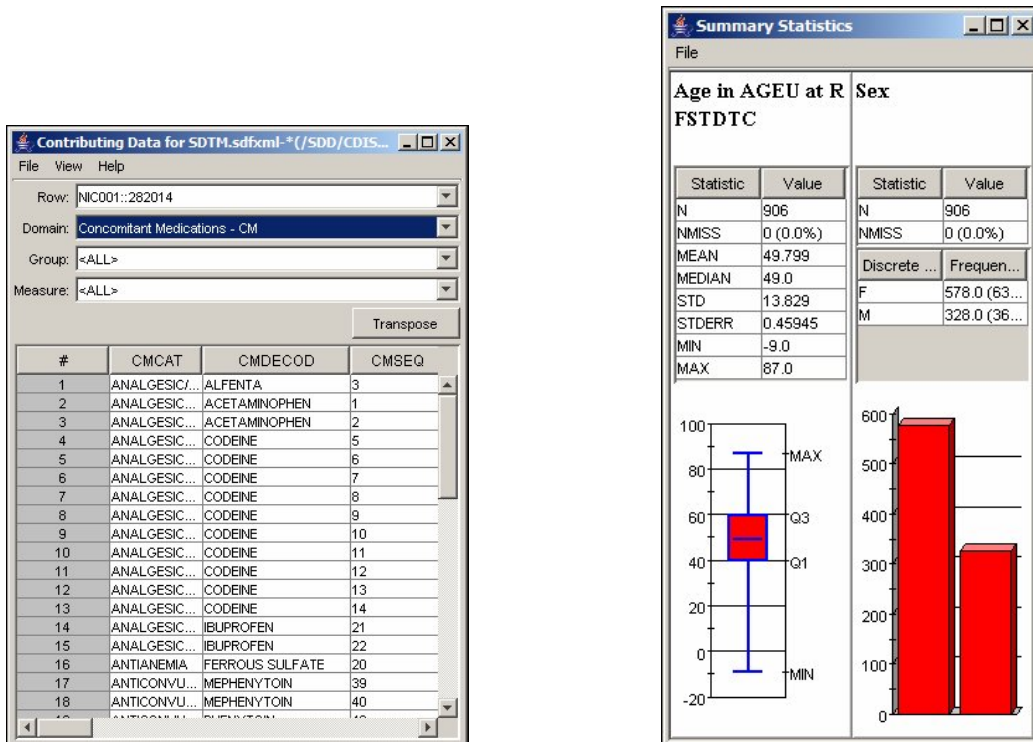 Contributing Data for SDTM.sdfxml-*(/SDD/CDIS...
File View Help
Row: NIC001::282014
Domain: Concomitant Medications - CM
Group: <ALL>
Measure: <ALL>
Transpose
# CMCAT CMDECOD CMSEQ
1 ANALGESIC/... ALFENTA 3
2 ANALGESIC... ACETAMINOPHEN 1
3 ANALGESIC... ACETAMINOPHEN 2
4 ANALGESIC... CODEINE 5
5 ANALGESIC... CODEINE 6
6 ANALGESIC... CODEINE 7
7 ANALGESIC... CODEINE 8
8 ANALGESIC... CODEINE 9
9 ANALGESIC... CODEINE 10
10 ANALGESIC... CODEINE 11
11 ANALGESIC... CODEINE 12
12 ANALGESIC... CODEINE 13
13 ANALGESIC... CODEINE 14
14 ANALGESIC... IBUPROFEN 21
15 ANALGESIC... IBUPROFEN 22
16 ANTIANEMIA FERROUS SULFATE 20
17 ANTICONVU... MEPHENYTOIN 39
18 ANTICONVU... MEPHENYTOIN 40
Summary Statistics
File
Age in AGEU at R
FSTDTC
Statistic Value
N 906
NMISS 0 (0.0%)
MEAN 49.799
MEDIAN 49.0
STD 13.829
STDERR 0.45945
MIN -9.0
MAX 87.0
100
80
60
40
20
0
-20
MAX
Q3
Q1
MIN
Sex
Statistic Value
N 906
NMISS 0 (0.0%)
Discrete ... Frequen...
F 578.0 (63...
M 328.0 (36...
600
500
400
300
200
100
0